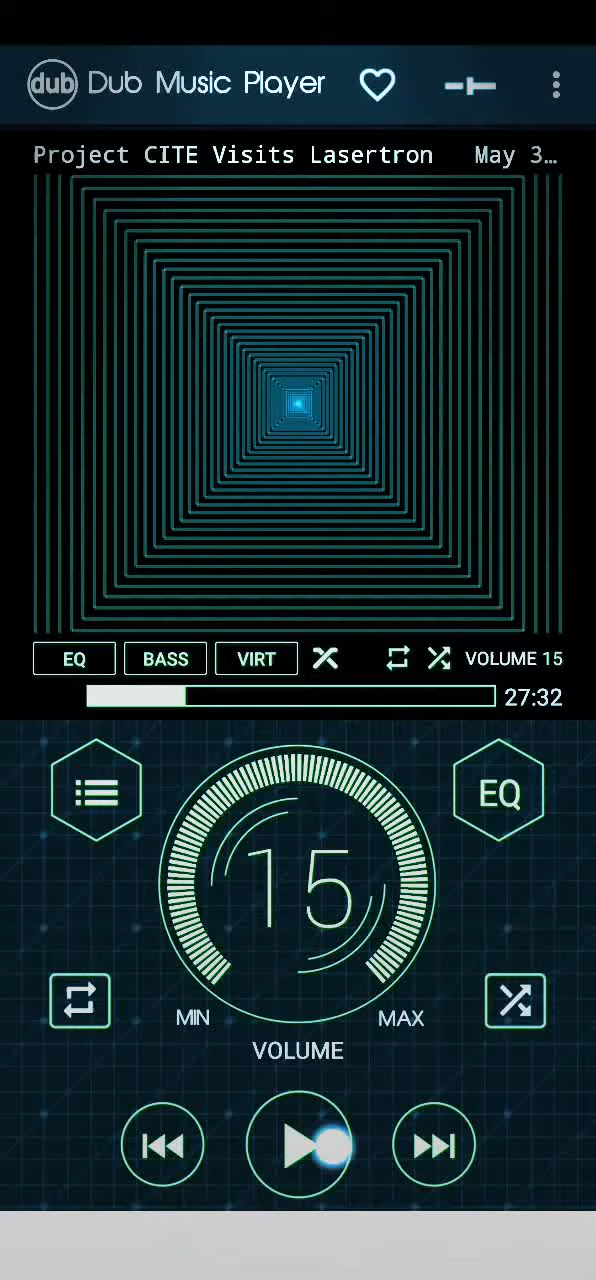 dub Dub Music Player
Project CITE Visits Lasertron May 3…
EQ BASS VIRT VOLUME 15
27:32
EQ
15
MIN MAX
VOLUME